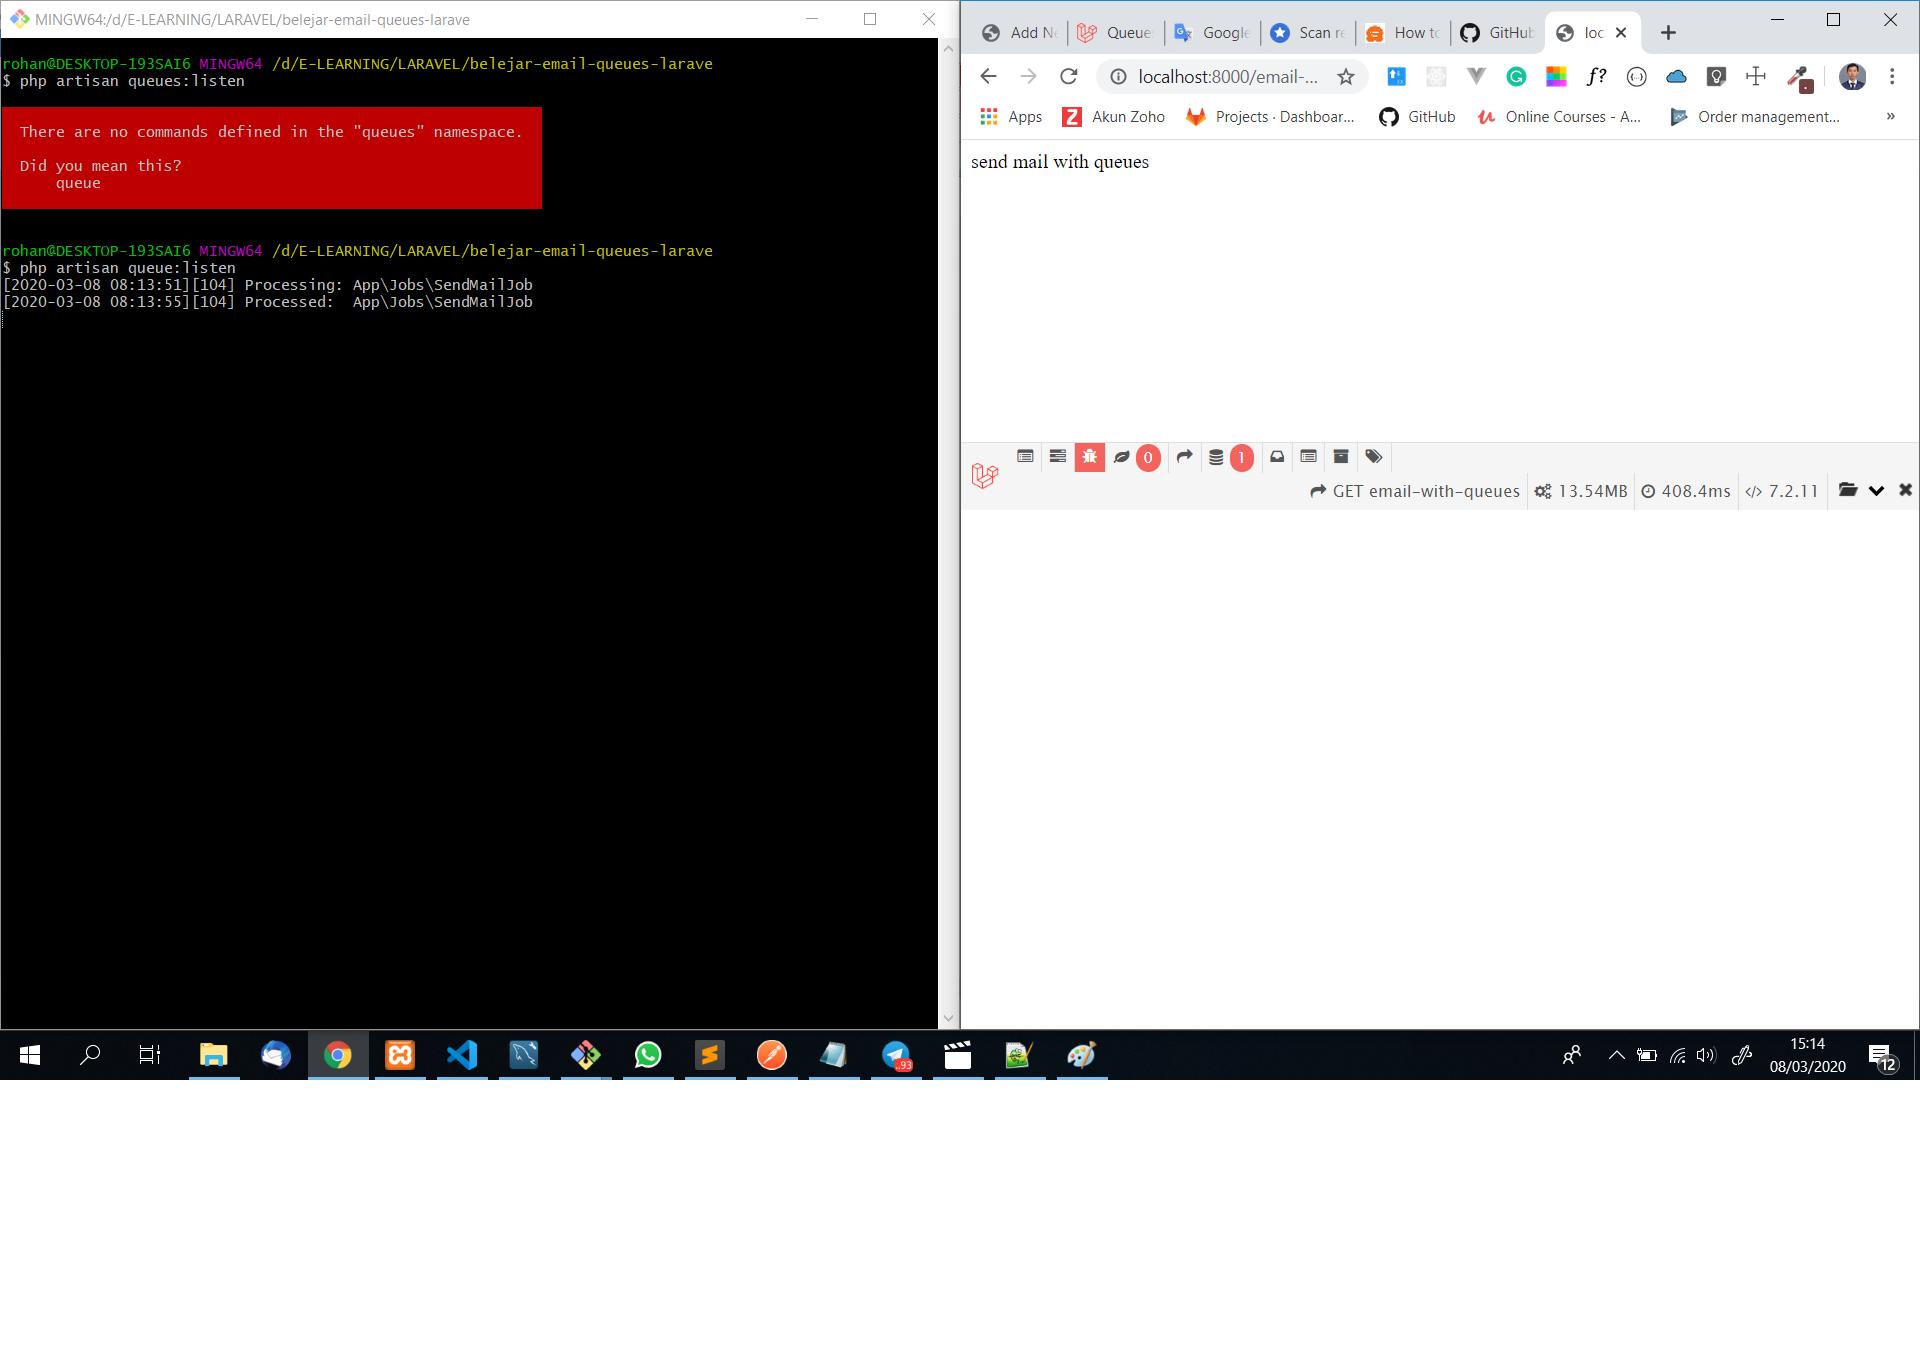 MINGW64:/d/E-LEARNING/LARAVEL/belejar-email-queues-larave
rohan@DESKTOP-193SAI6 MINGW64 /d/E-LEARNING/LARAVEL/belejar-email-queues-larave
$ php artisan queues:listen
There are no commands defined in the "queues" namespace.
Did you mean this?
queue
rohan@DESKTOP-193SAI6 MINGW64 /d/E-LEARNING/LARAVEL/belejar-email-queues-larave
$ php artisan queue:listen
[2020-03-08 08:13:51][104] Processing: App\Jobs\SendMailJob
[2020-03-08 08:13:55][104] Processed:  App\Jobs\SendMailJob
Add Ne Queue Google Scan re How to GitHub loc
localhost:8000/email-...
f?
Apps Akun Zoho Projects · Dashboar... GitHub Online Courses - A... Order management... »
send mail with queues
0 1
GET email-with-queues 13.54MB 408.4ms 7.2.11
..93
15:14
08/03/2020
12